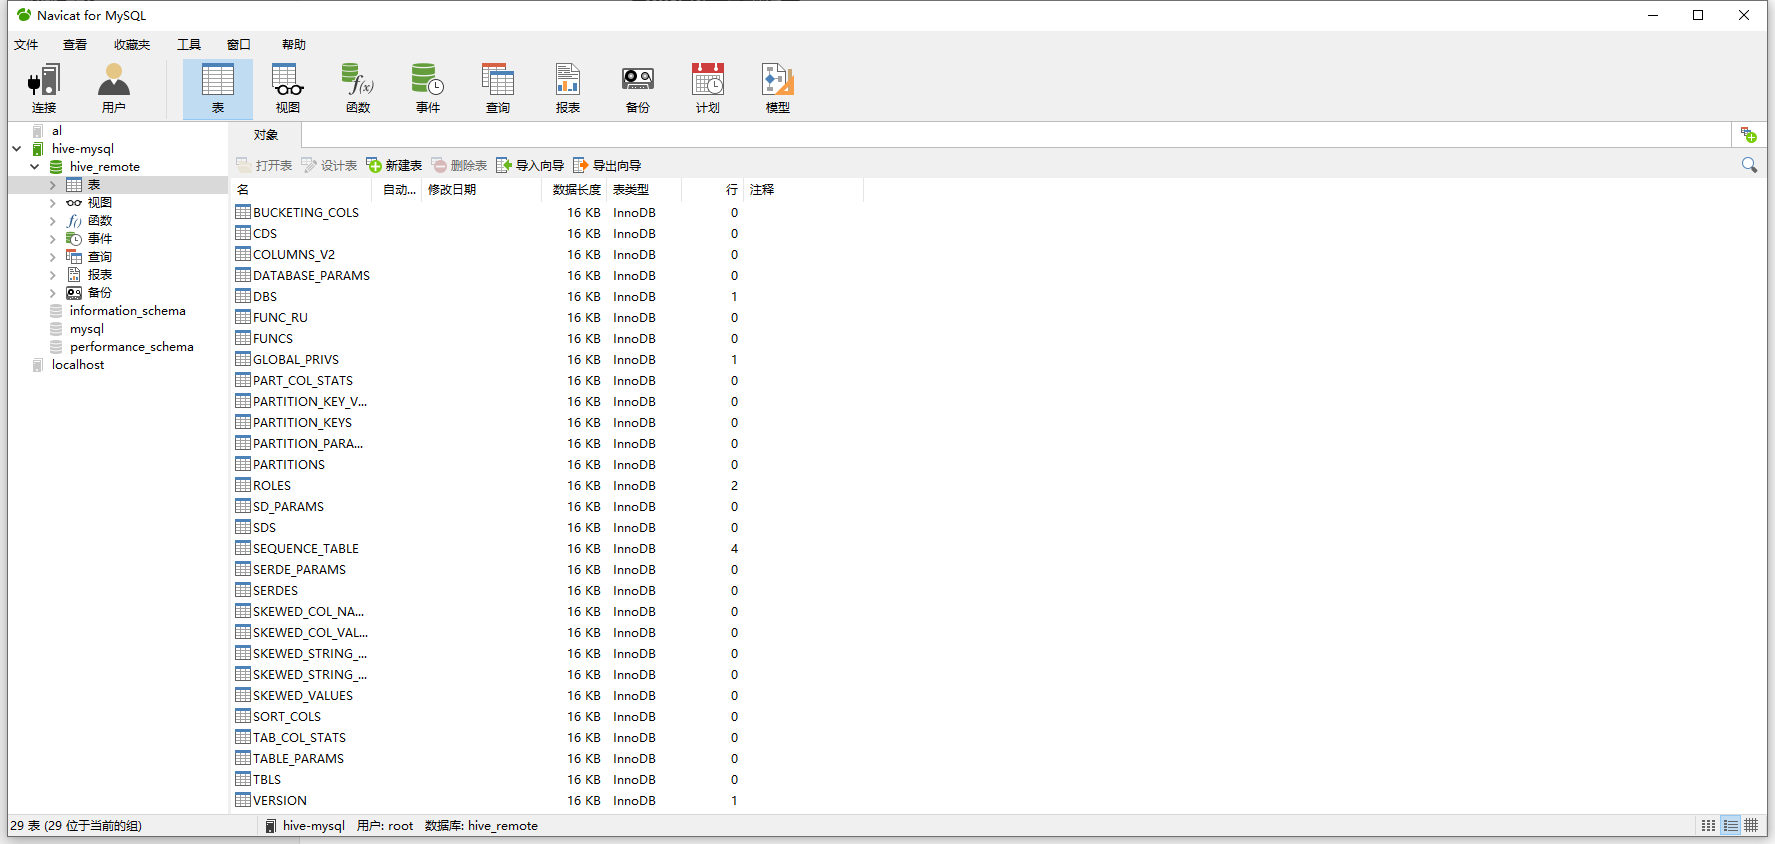 Navicat for MySQL
文件 查看 收藏夹 工具 窗口 帮助
连接 用户 表 视图 函数 事件 查询 报表 备份 计划 模型
al
hive-mysql
hive_remote
表
视图
函数
事件
查询
报表
备份
information_schema
mysql
performance_schema
localhost
对象
打开表 设计表 新建表 删除表 导入向导 导出向导
名 自动... 修改日期 数据长度 表类型 行 注释
BUCKETING_COLS 16 KB InnoDB 0
CDS 16 KB InnoDB 0
COLUMNS_V2 16 KB InnoDB 0
DATABASE_PARAMS 16 KB InnoDB 0
DBS 16 KB InnoDB 1
FUNC_RU 16 KB InnoDB 0
FUNCS 16 KB InnoDB 0
GLOBAL_PRIVS 16 KB InnoDB 1
PART_COL_STATS 16 KB InnoDB 0
PARTITION_KEY_V... 16 KB InnoDB 0
PARTITION_KEYS 16 KB InnoDB 0
PARTITION_PARA... 16 KB InnoDB 0
PARTITIONS 16 KB InnoDB 0
ROLES 16 KB InnoDB 2
SD_PARAMS 16 KB InnoDB 0
SDS 16 KB InnoDB 0
SEQUENCE_TABLE 16 KB InnoDB 4
SERDE_PARAMS 16 KB InnoDB 0
SERDES 16 KB InnoDB 0
SKEWED_COL_NA... 16 KB InnoDB 0
SKEWED_COL_VAL... 16 KB InnoDB 0
SKEWED_STRING_... 16 KB InnoDB 0
SKEWED_STRING_... 16 KB InnoDB 0
SKEWED_VALUES 16 KB InnoDB 0
SORT_COLS 16 KB InnoDB 0
TAB_COL_STATS 16 KB InnoDB 0
TABLE_PARAMS 16 KB InnoDB 0
TBLS 16 KB InnoDB 0
VERSION 16 KB InnoDB 1
29 表 (29 位于当前的组) hive-mysql 用户: root 数据库: hive_remote